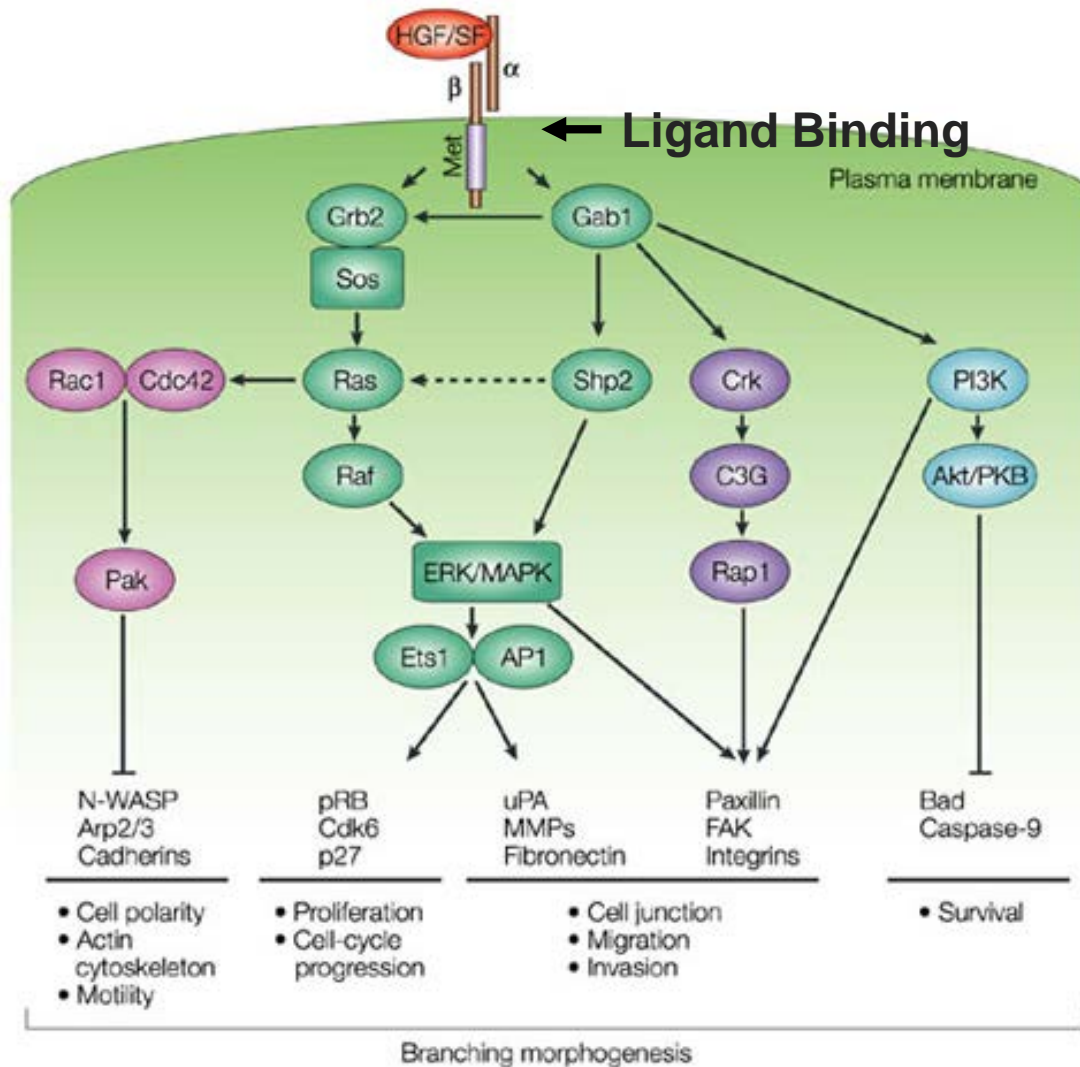 HGF/SF
α
β
Ligand Binding
Met
Plasma membrane
Grb2
Gab1
Sos
Rac1
Cdc42
Ras
Shp2
Crk
PI3K
Raf
C3G
Akt/PKB
Pak
ERK/MAPK
Rap1
Ets1
AP1
N-WASP
Arp2/3
Cadherins
pRB
Cdk6
p27
uPA
MMPs
Fibronectin
Paxillin
FAK
Integrins
Bad
Caspase-9
• Cell polarity
• Actin
cytoskeleton
• Motility
• Proliferation
• Cell-cycle
progression
• Cell junction
• Migration
• Invasion
• Survival
Branching morphogenesis